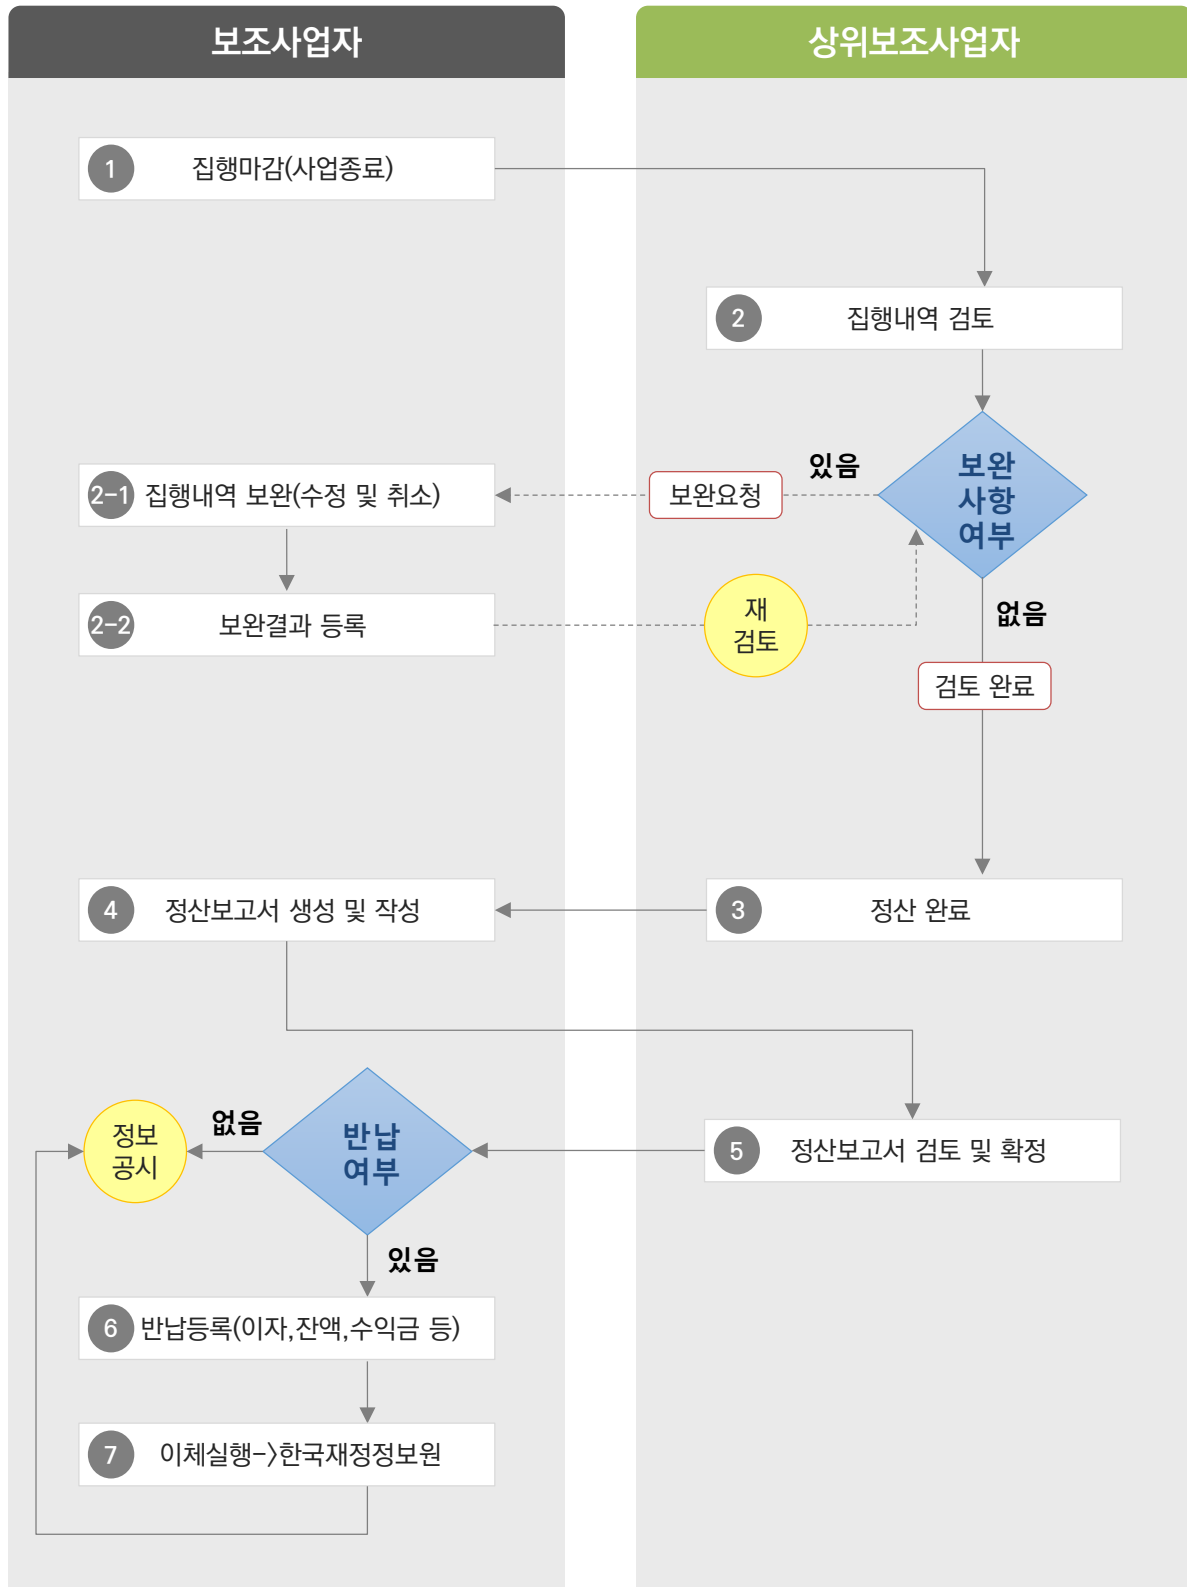 보조사업자
상위보조사업자
1 집행마감(사업종료)
2 집행내역 검토
보완
사항
여부
있음
보완요청
2-1 집행내역 보완(수정 및 취소)
2-2 보완결과 등록
재
검토
없음
검토 완료
3 정산 완료
4 정산보고서 생성 및 작성
5 정산보고서 검토 및 확정
반납
여부
없음
정보
공시
있음
6 반납등록(이자,잔액,수익금 등)
7 이체실행->한국재정정보원